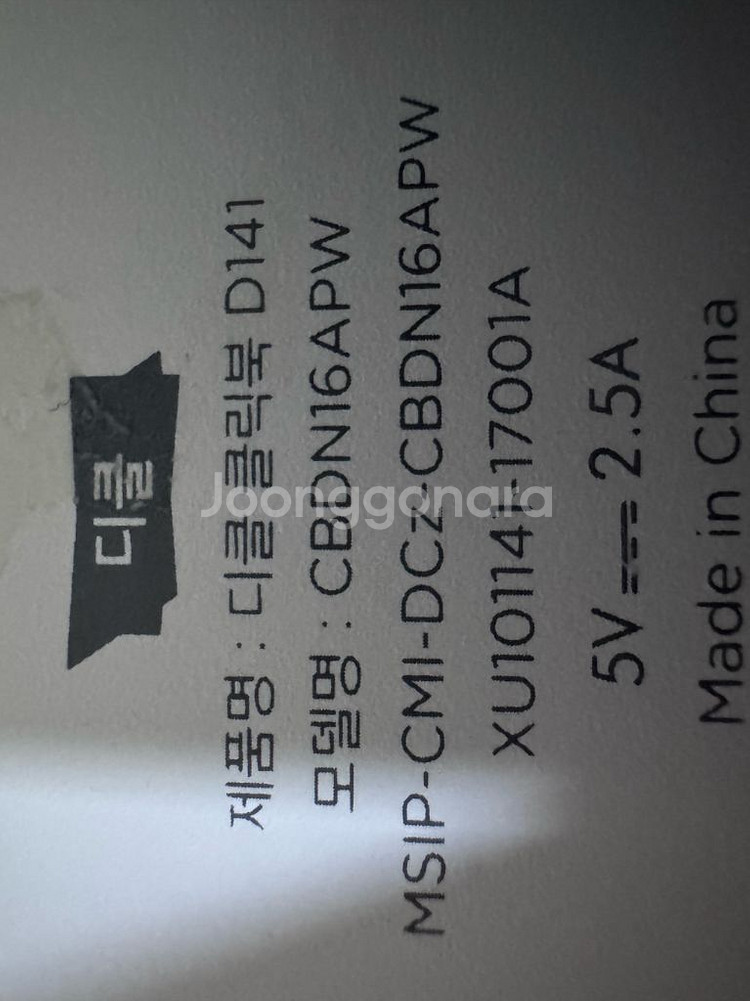 디클
제품명 : 디클 클릭북 D141
모델명 : CBDN16APW
MSIP-CMI-DCz-CBDN16APW
XU101141-17001A
5V ⎓ 2.5A
Made in China
Joonggonara